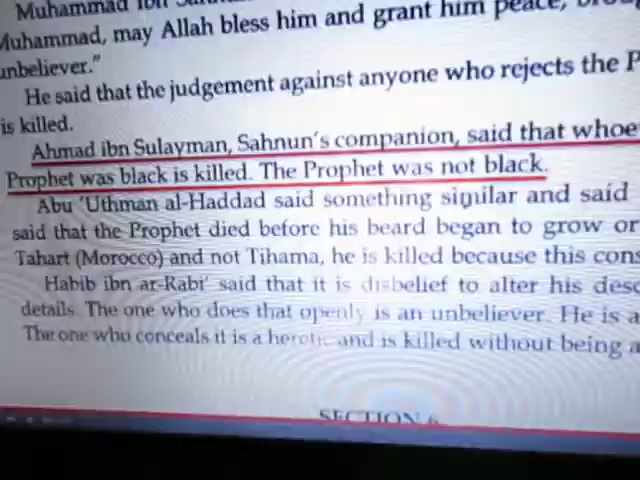 Muhammad ibn
Muhammad, may Allah bless him and grant him peace,
unbeliever."
He said that the judgement against anyone who rejects the P
is killed.
Ahmad ibn Sulayman, Sahnun's companion, said that whoe
Prophet was black is killed. The Prophet was not black.
Abu 'Uthman al-Haddad said something similar and said
said that the Prophet died before his beard began to grow or
Tahart (Morocco) and not Tihama, he is killed because this cons
Habib ibn ar-Rabi' said that it is disbelief to alter his desc
details. The one who does that openly is an unbeliever. He is a
The one who conceals it is a heretic and is killed without being a
SECTION 6